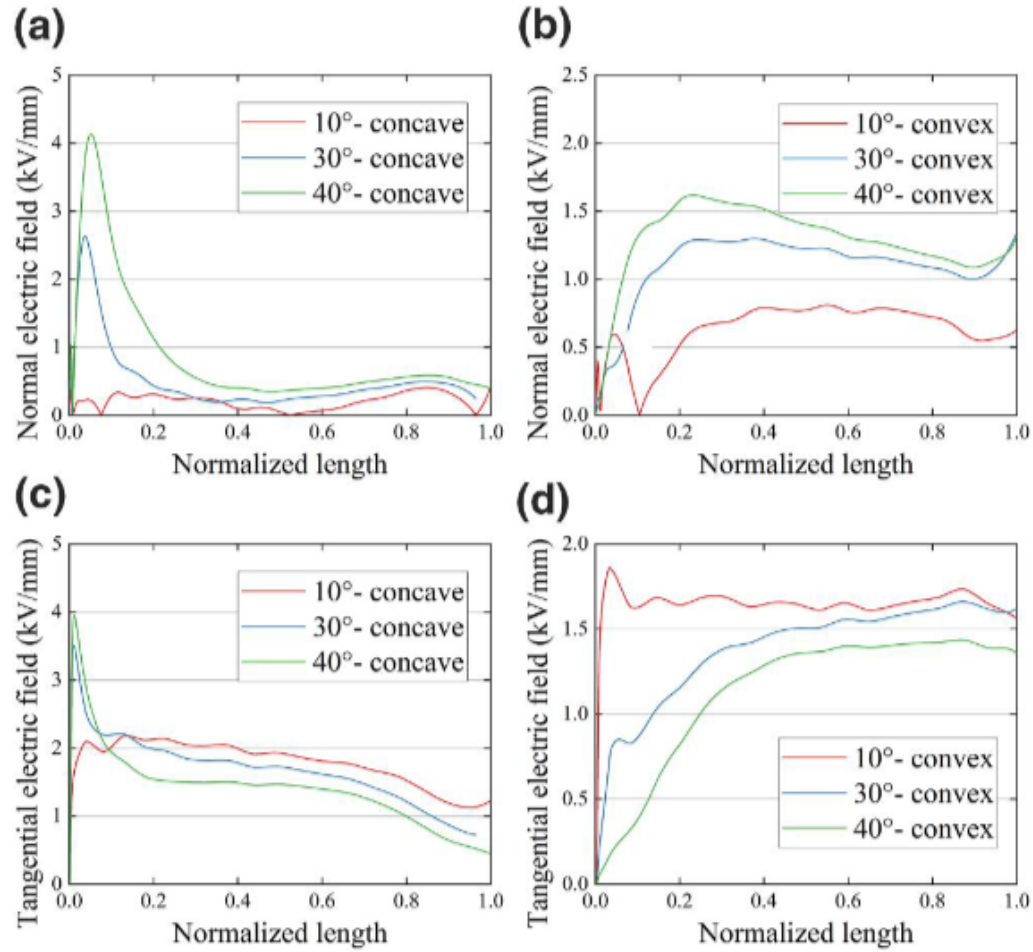 (a)
Normal electric field (kV/mm)
5
4
3
2
1
0
10°- concave
30°- concave
40°- concave
0.0 0.2 0.4 0.6 0.8 1.0
Normalized length
(b)
Normal electric field (kV/mm)
2.5
2.0
1.5
1.0
0.5
0.0
10°- convex
30°- convex
40°- convex
0.0 0.2 0.4 0.6 0.8 1.0
Normalized length
(c)
Tangential electric field (kV/mm)
5
4
3
2
1
0
10°- concave
30°- concave
40°- concave
0.0 0.2 0.4 0.6 0.8 1.0
Normalized length
(d)
Tangential electric field (kV/mm)
2.0
1.5
1.0
0.5
0.0
10°- convex
30°- convex
40°- convex
0.0 0.2 0.4 0.6 0.8 1.0
Normalized length